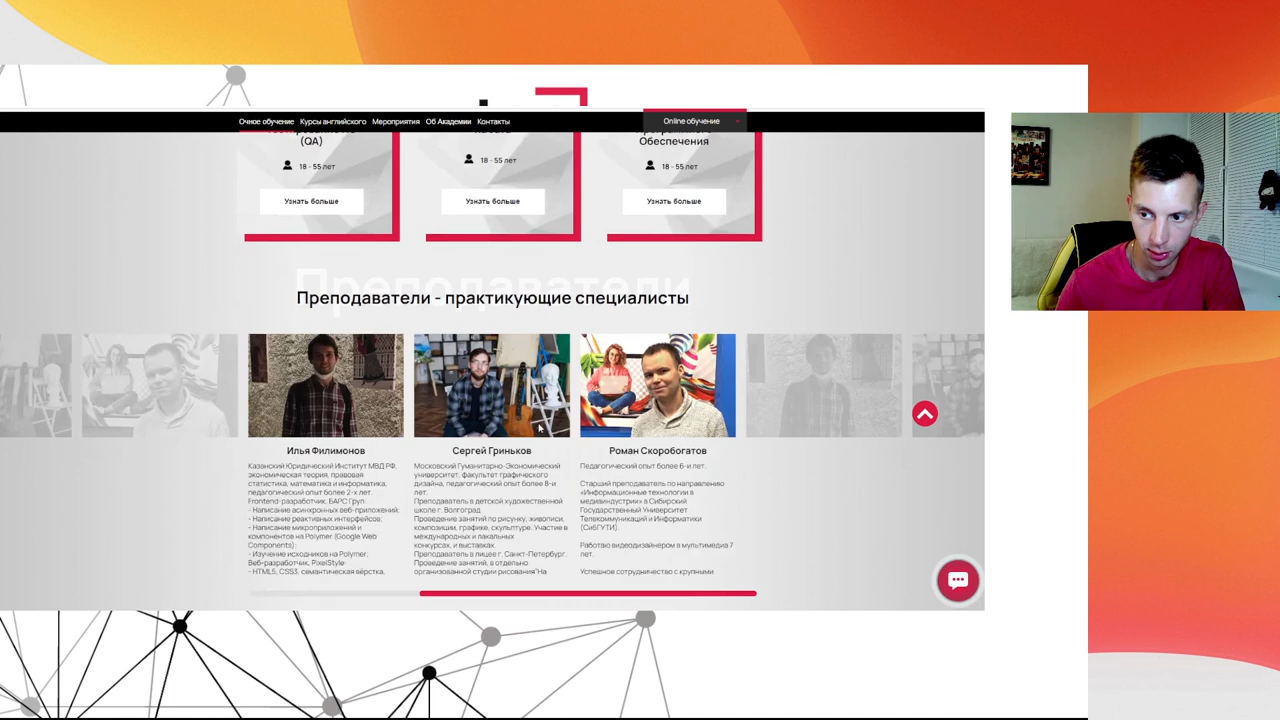 Очное обучение Курсы английского Мероприятия Об Академии Контакты Online обучение
(QA)
Обеспечения
18 - 55 лет
18 - 55 лет
18 - 55 лет
Узнать больше
Узнать больше
Узнать больше
Преподаватели
Преподаватели - практикующие специалисты
Илья Филимонов
Казанский Юридический Институт МВД РФ,
экономическая теория, правовая
статистика, математика и информатика,
педагогический опыт более 2-х лет.
Frontend-разработчик, БАРС Груп:
- Написание асинхронных веб-приложений;
- Написание реактивных интерфейсов;
- Написание микроприложений и
компонентов на Polymer (Google Web
Components);
- Изучение исходников на Polymer;
Веб-разработчик, PixelStyle:
- HTML5, CSS3, семантическая вёрстка,
Сергей Гриньков
Московский Гуманитарно-Экономический
университет, факультет графического
дизайна, педагогический опыт более 8-и
лет.
Преподаватель в детской художественной
школе г. Волгоград
Проведение занятий по рисунку, живописи,
композиции, графике, скульптуре. Участие в
международных и лакальных
конкурсах, и выставках.
Преподаватель в лицее г. Санкт-Петербург.
Проведение занятий, в отдельно
организованной студии рисования"На
Роман Скоробогатов
Педагогический опыт более 6-и лет.
Старший преподаватель по направлению
«Информационные технологии в
медиаиндустрии» в Сибирский
Государственный Университет
Телекоммуникаций и Информатики
(СибГУТИ).
Работаю видеодизайнером в мультимедиа 7
лет.
Успешное сотрудничество с крупными